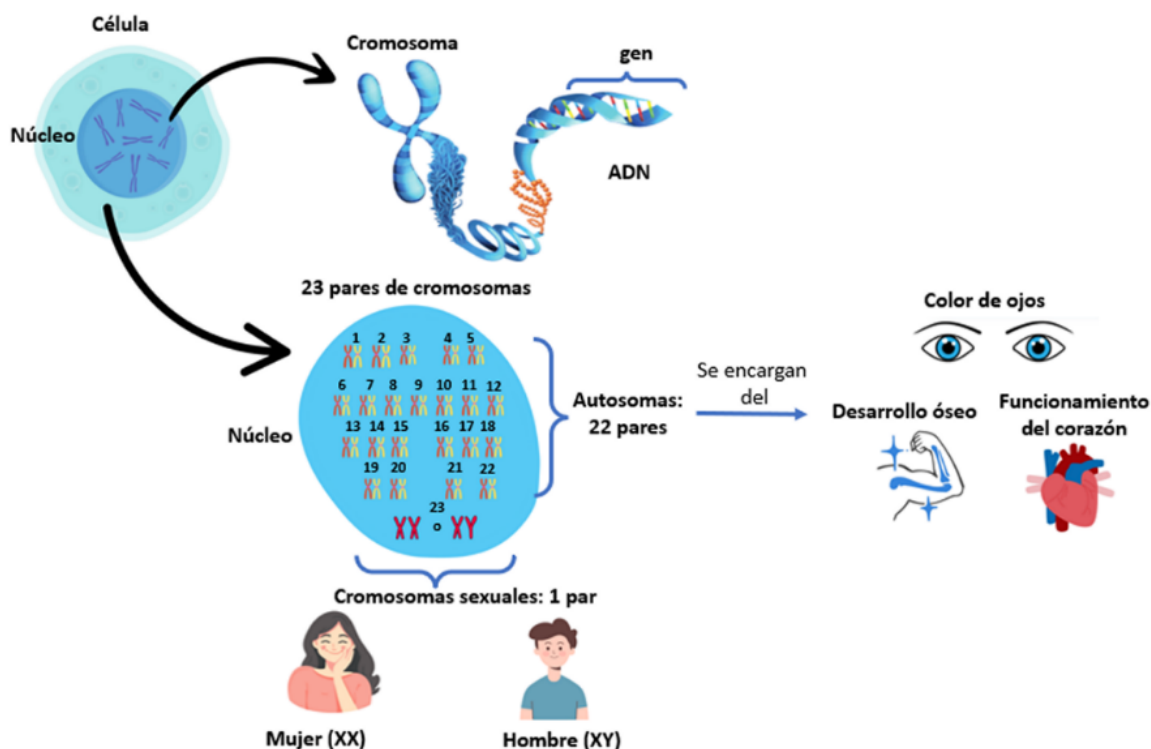 Célula
Núcleo
Cromosoma
gen
ADN
23 pares de cromosomas
1 2 3 4 5
6 7 8 9 10 11 12
13 14 15 16 17 18
19 20 21 22
23
XX o XY
Núcleo
Autosomas:
22 pares
Se encargan
del
Color de ojos
Desarrollo óseo
Funcionamiento
del corazón
Cromosomas sexuales: 1 par
Mujer (XX)
Hombre (XY)